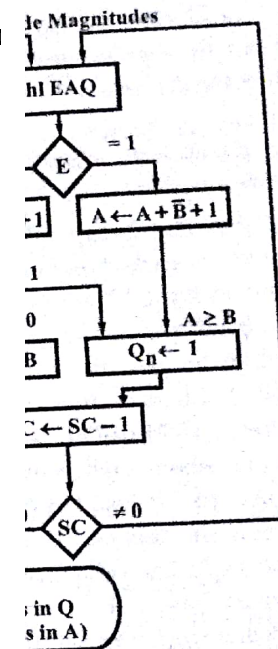 de Magnitudes
hl EAQ
= 1
E
-1
A ← A + B̅ + 1
1
0
A ≥ B
B
Qn ← 1
C ← SC − 1
≠ 0
SC
s in Q
s in A)